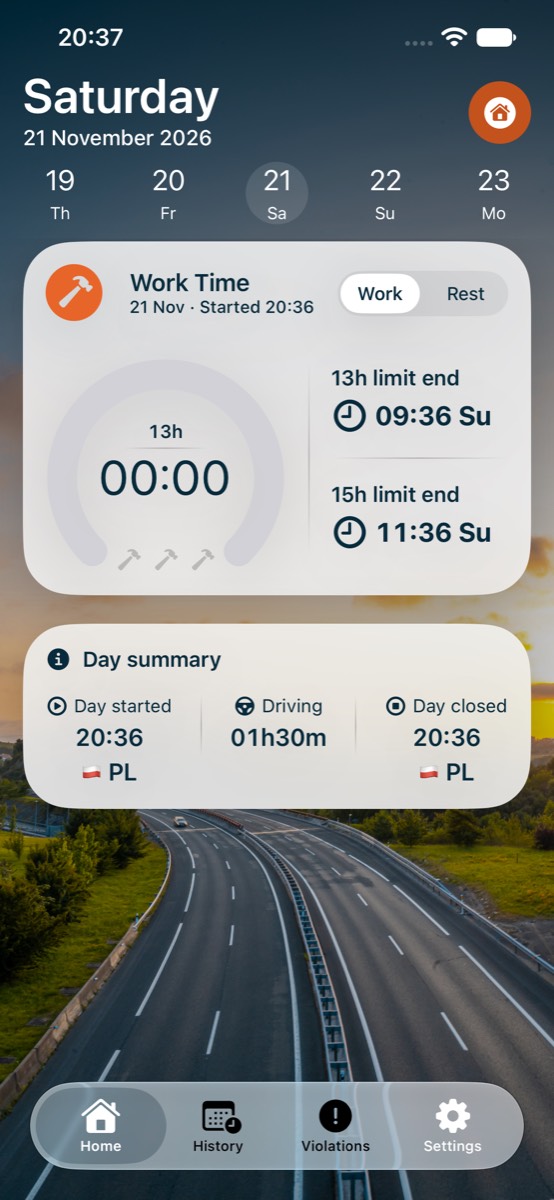 20:37
Saturday
21 November 2026
19 20 21 22 23
Th Fr Sa Su Mo
Work Time
21 Nov · Started 20:36
Work Rest
13h
00:00
13h limit end
09:36 Su
15h limit end
11:36 Su
Day summary
Day started Driving Day closed
20:36 01h30m 20:36
PL PL
Home History Violations Settings